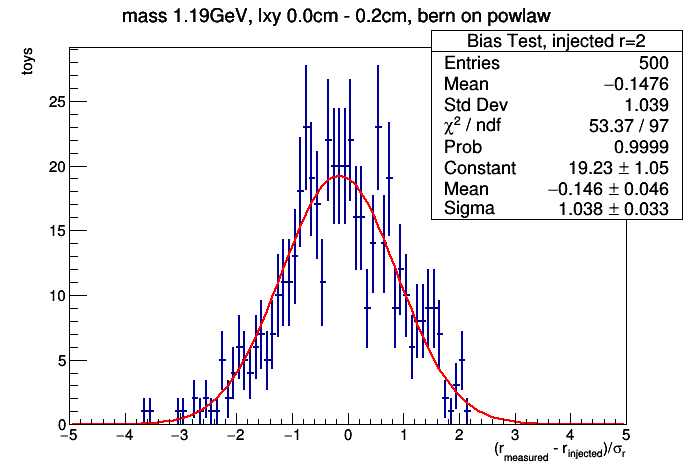 mass 1.19GeV, lxy 0.0cm - 0.2cm, bern on powlaw
Bias Test, injected r=2
Entries 500
Mean −0.1476
Std Dev 1.039
χ² / ndf 53.37 / 97
Prob 0.9999
Constant 19.23 ± 1.05
Mean −0.146 ± 0.046
Sigma 1.038 ± 0.033
toys
25
20
15
10
5
0
−5 −4 −3 −2 −1 0 1 2 3 4 5
(r_measured - r_injected)/σ_r